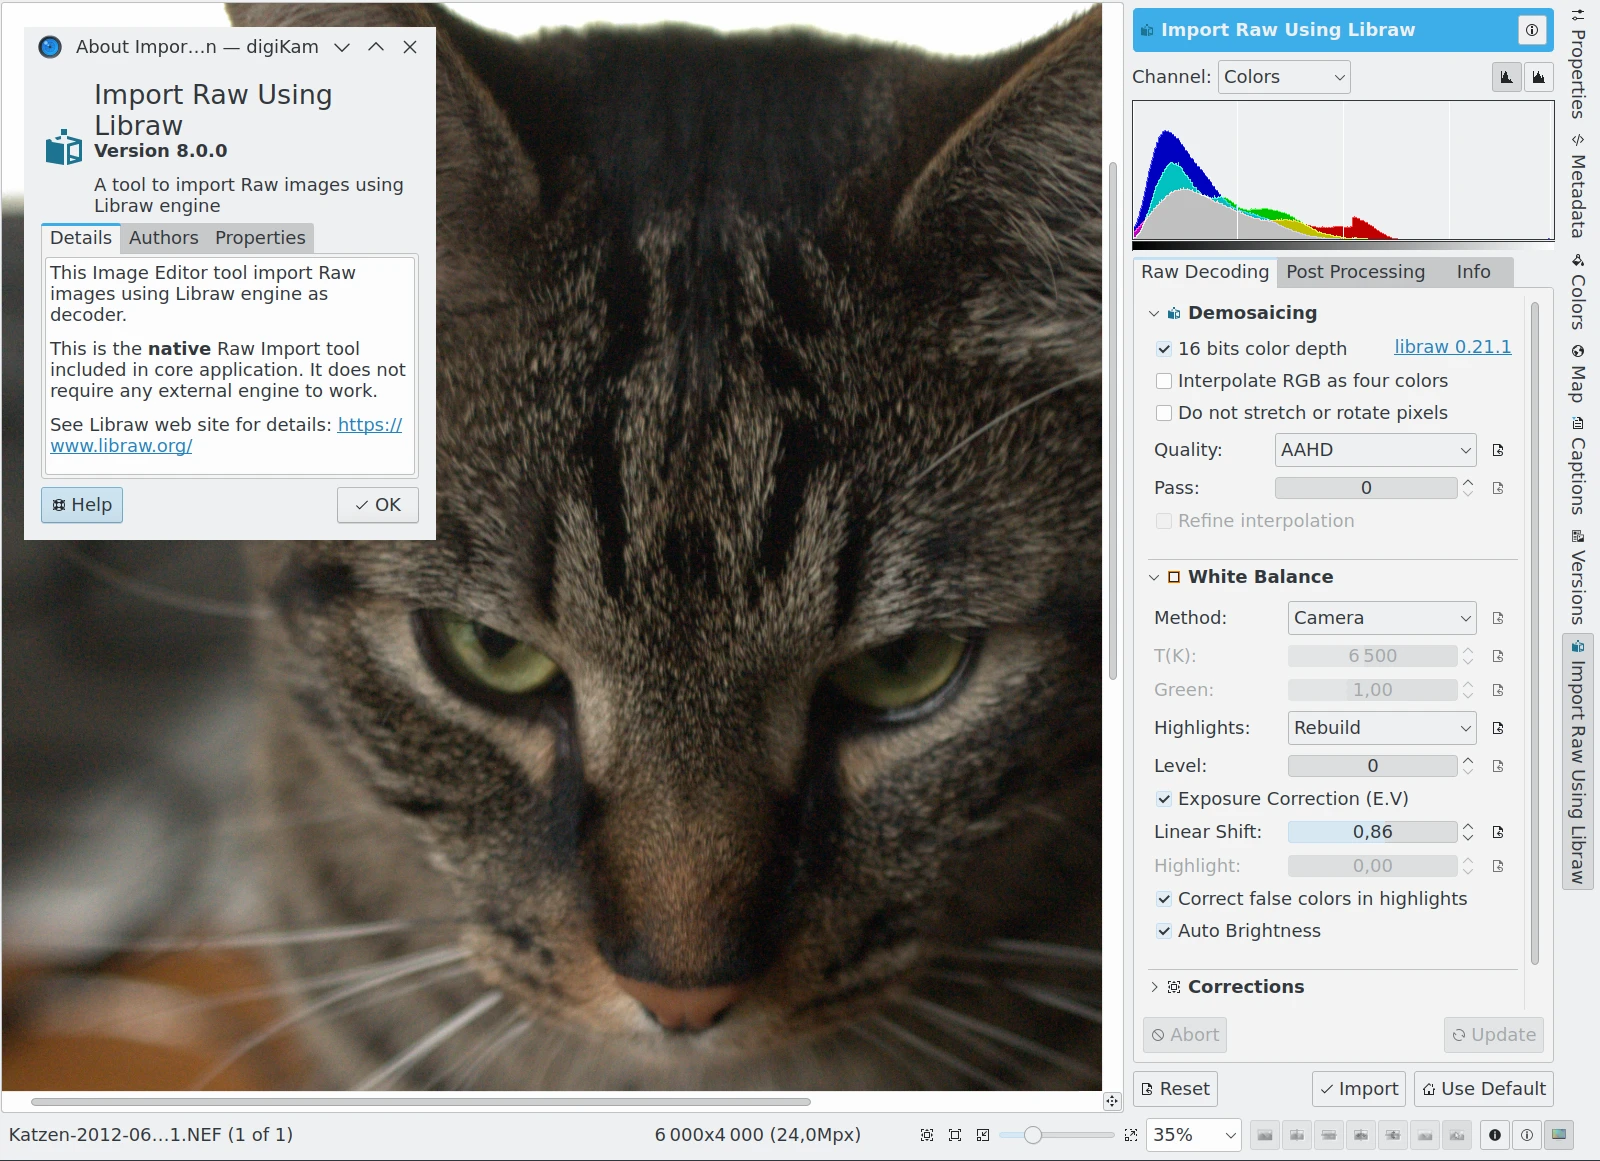 About Impor...n — digiKam
Import Raw Using
Libraw
Version 8.0.0
A tool to import Raw images using
Libraw engine
Details Authors Properties
This Image Editor tool import Raw
images using Libraw engine as
decoder.
This is the native Raw Import tool
included in core application. It does not
require any external engine to work.
See Libraw web site for details: https://
www.libraw.org/
Help OK
Import Raw Using Libraw
Channel: Colors
Raw Decoding Post Processing Info
Demosaicing
16 bits color depth libraw 0.21.1
Interpolate RGB as four colors
Do not stretch or rotate pixels
Quality: AAHD
Pass: 0
Refine interpolation
White Balance
Method: Camera
T(K): 6 500
Green: 1,00
Highlights: Rebuild
Level: 0
Exposure Correction (E.V)
Linear Shift: 0,86
Highlight: 0,00
Correct false colors in highlights
Auto Brightness
Corrections
Abort Update
Reset Import Use Default
Properties
Metadata
Colors
Map
Captions
Versions
Import Raw Using Libraw
Katzen-2012-06...1.NEF (1 of 1) 6 000x4 000 (24,0Mpx) 35%